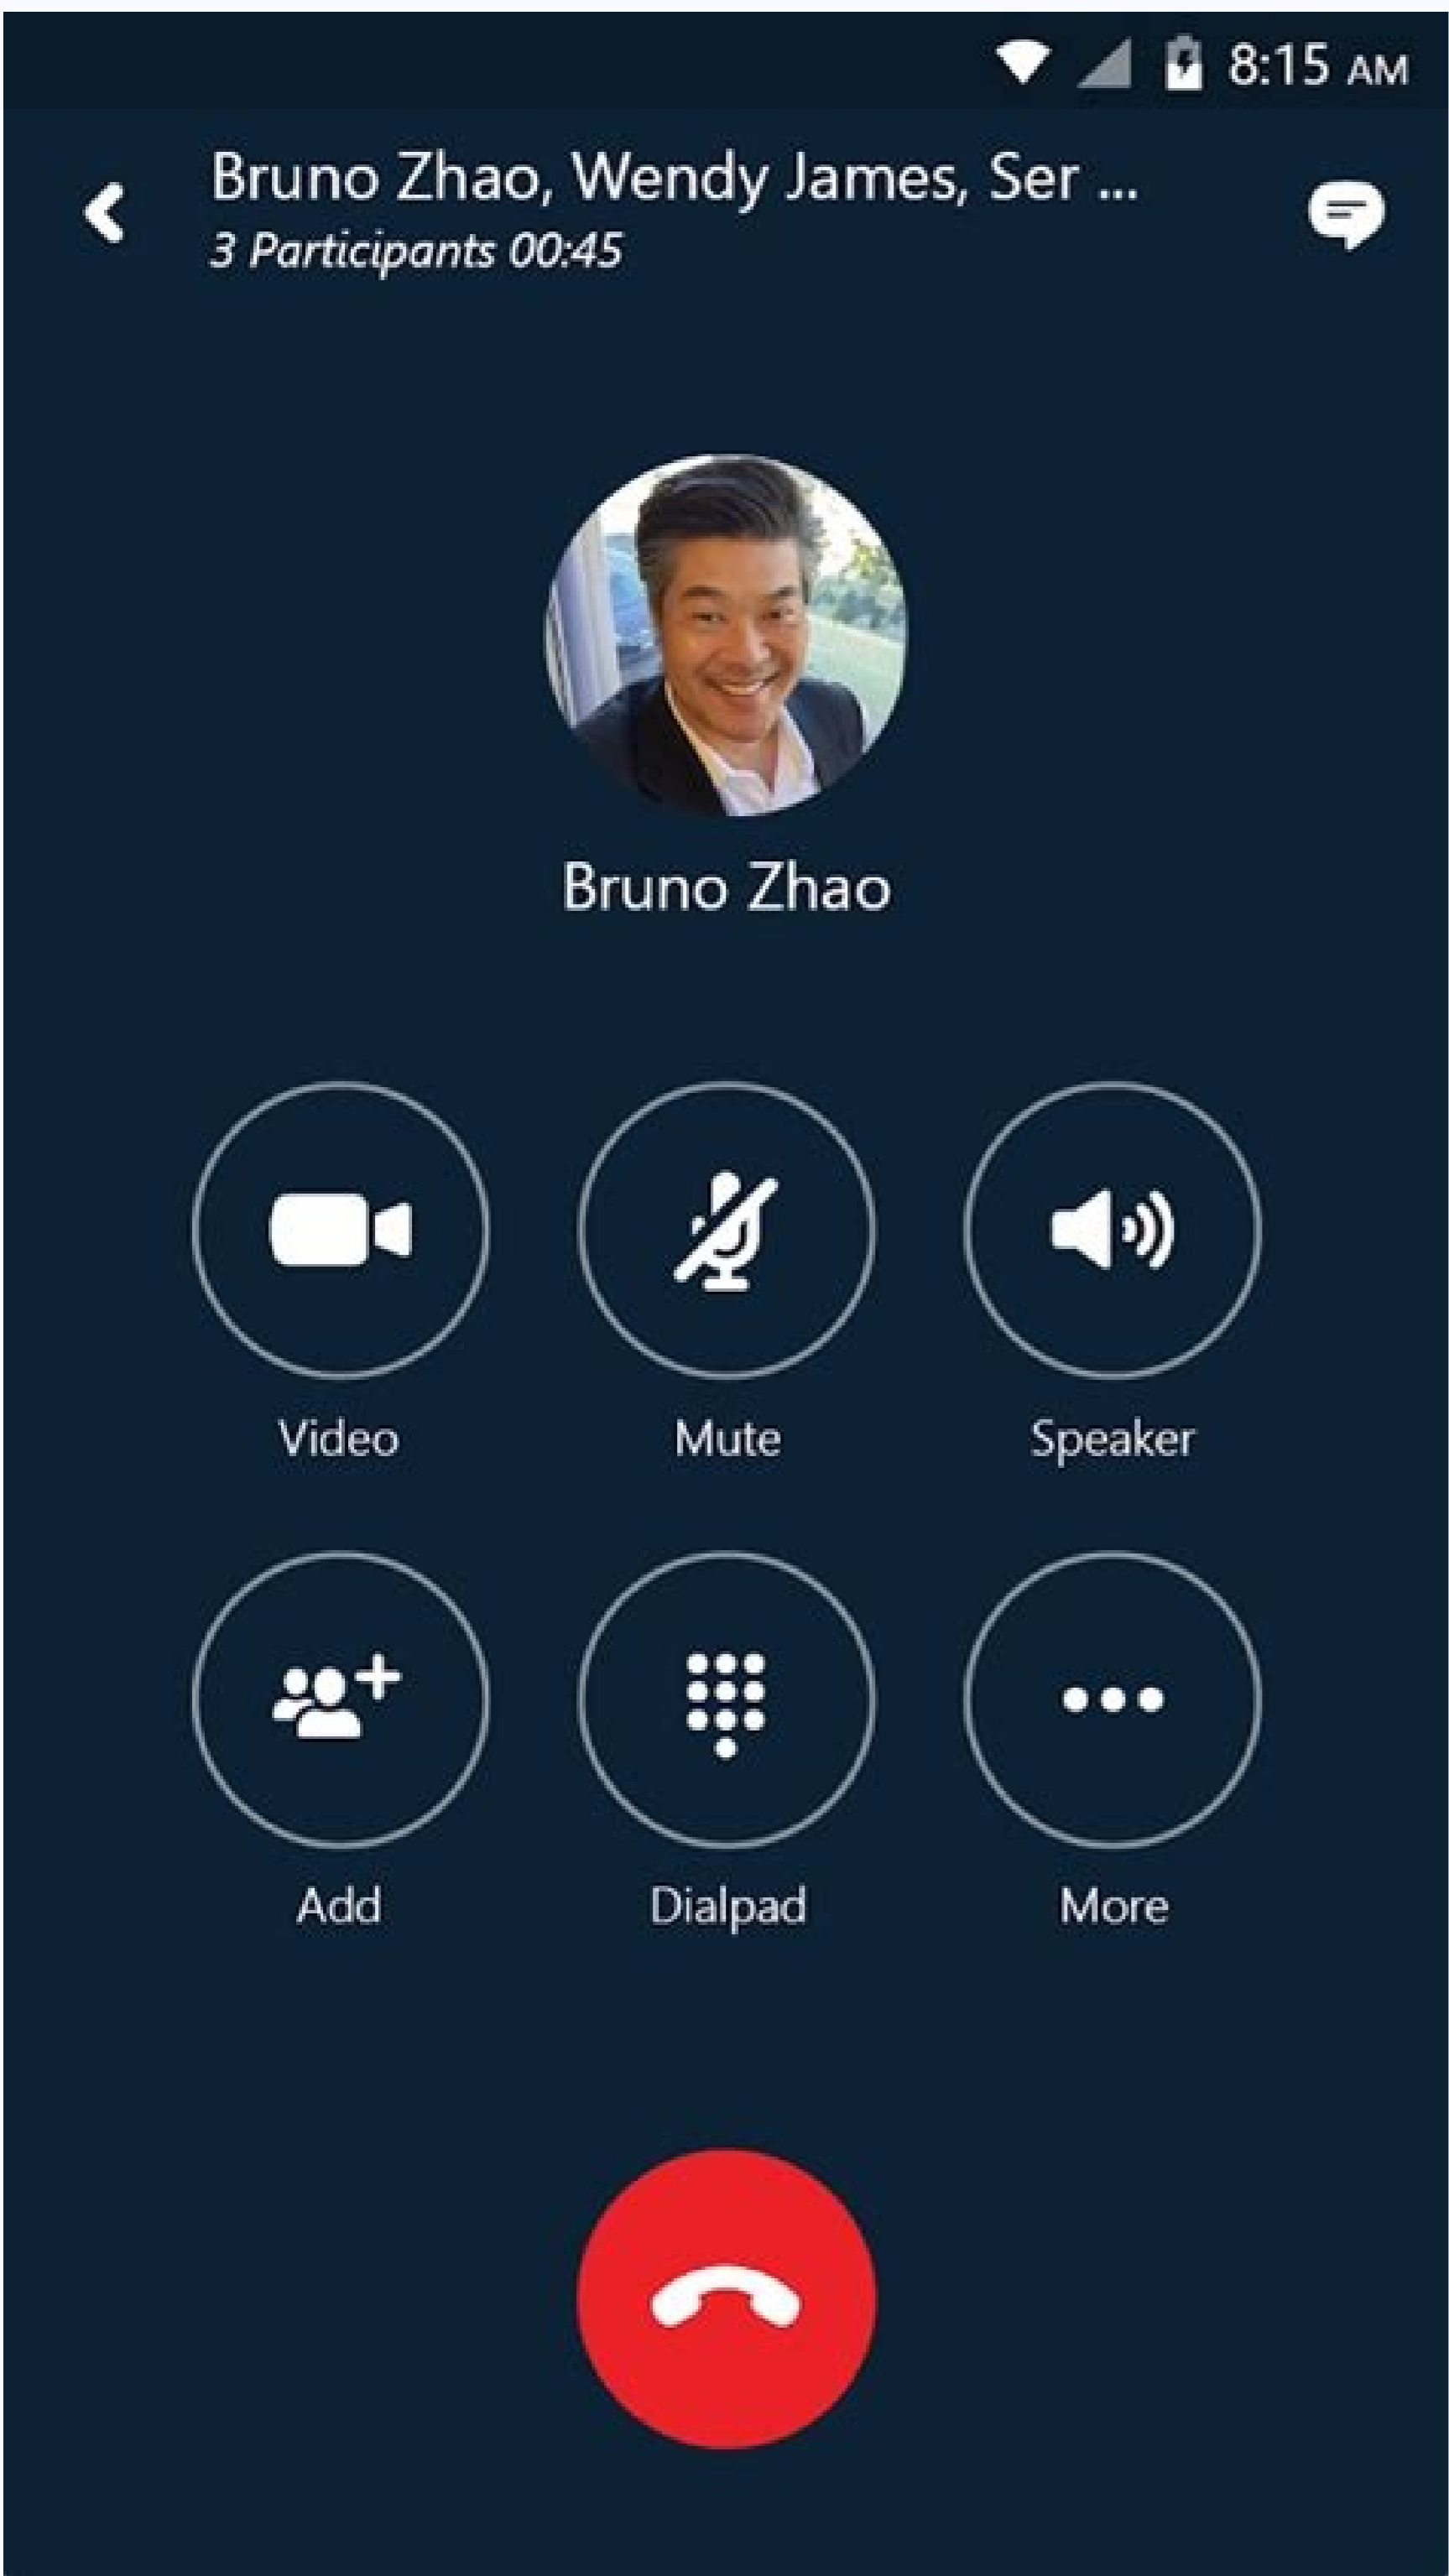 8:15 AM
Bruno Zhao, Wendy James, Ser ...
3 Participants 00:45
Bruno Zhao
Video Mute Speaker
Add Dialpad More